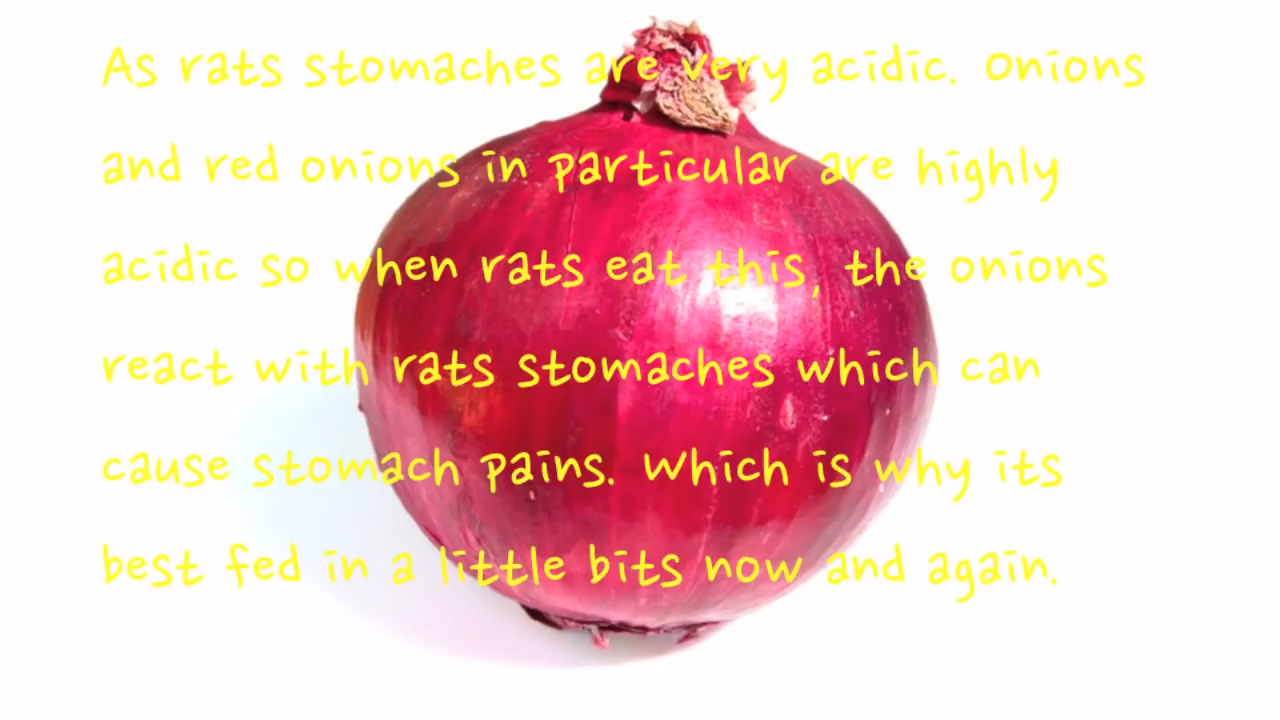 As rats stomaches are very acidic. Onions
and red onions in particular are highly
acidic so when rats eat this, the onions
react with rats stomaches which can
cause stomach pains. Which is why its
best fed in a little bits now and again.